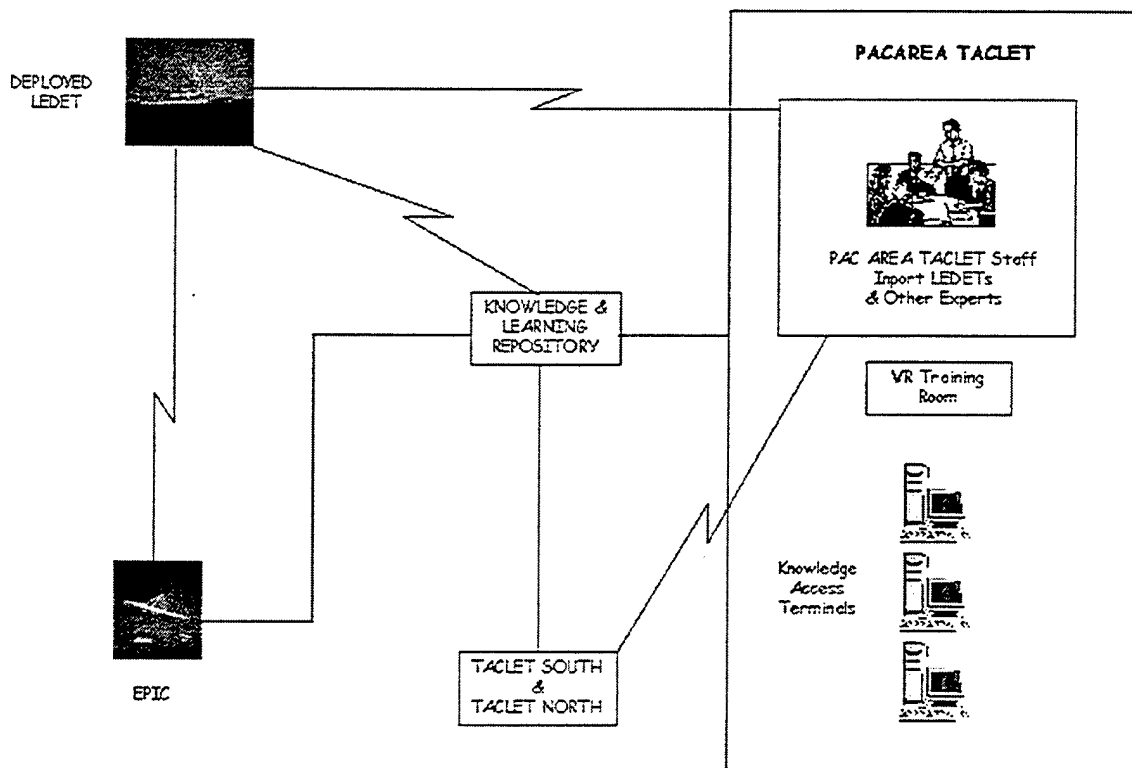 PACAREA TACLET
DEPLOYED
LEDET
PAC AREA TACLET Staff
Inport LEDETs
& Other Experts
KNOWLEDGE &
LEARNING
REPOSITORY
VR Training
Room
Knowledge
Access
Terminals
TACLET SOUTH
&
TACLET NORTH
EPIC